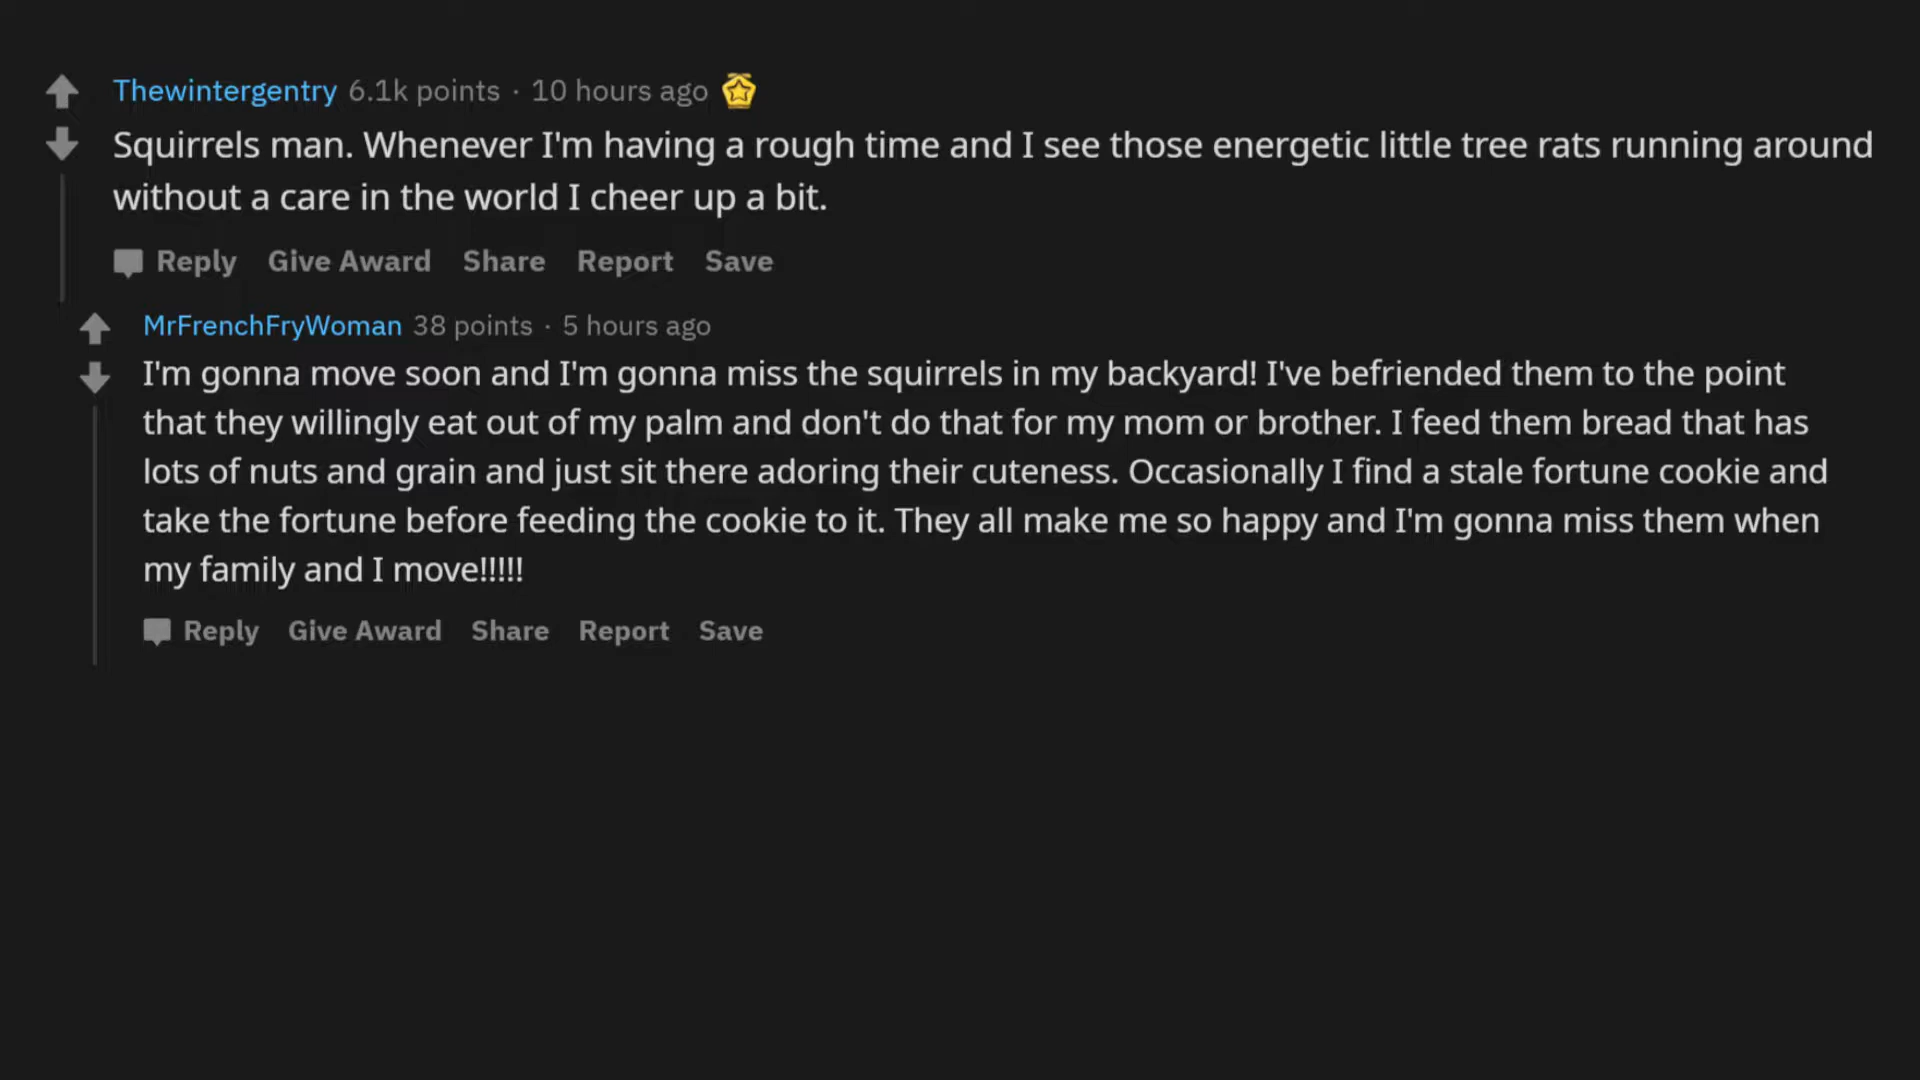 Thewintergentry 6.1k points · 10 hours ago
Squirrels man. Whenever I'm having a rough time and I see those energetic little tree rats running around
without a care in the world I cheer up a bit.
Reply Give Award Share Report Save
MrFrenchFryWoman 38 points · 5 hours ago
I'm gonna move soon and I'm gonna miss the squirrels in my backyard! I've befriended them to the point
that they willingly eat out of my palm and don't do that for my mom or brother. I feed them bread that has
lots of nuts and grain and just sit there adoring their cuteness. Occasionally I find a stale fortune cookie and
take the fortune before feeding the cookie to it. They all make me so happy and I'm gonna miss them when
my family and I move!!!!!
Reply Give Award Share Report Save